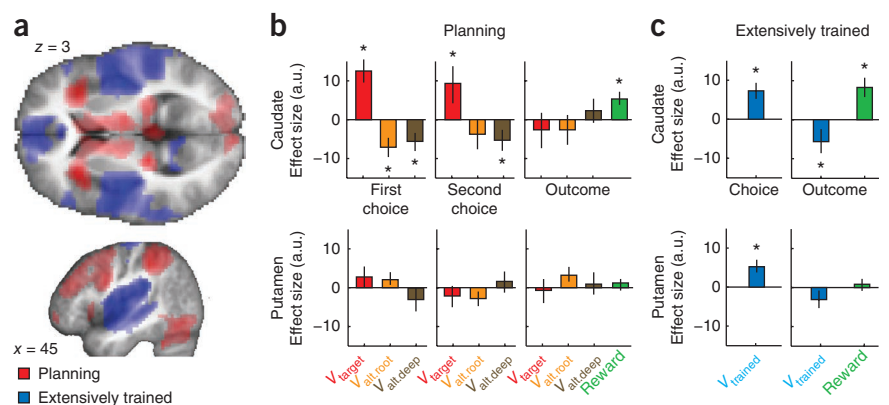 a
z = 3
x = 45
Planning
Extensively trained
b
Planning
Caudate
Effect size (a.u.)
10
0
−10
* * * * * *
First choice
Second choice
Outcome
Putamen
Effect size (a.u.)
10
0
−10
Vtarget Valt.root Valt.deep Vtarget Valt.root Valt.deep Vtarget Valt.root Valt.deep Reward
c
Extensively trained
Caudate
Effect size (a.u.)
10
0
−10
* * *
Choice
Outcome
Putamen
Effect size (a.u.)
10
0
−10
*
Vtrained Vtrained Reward